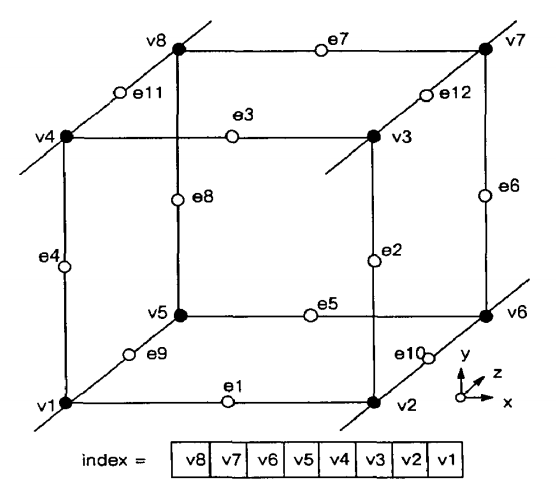 v8 e7 v7
e11 e12
v4 e3 v3
e8 e6
e4 e2
v5 e5 v6
e9 e10 y z
v1 e1 v2 x
index = v8 v7 v6 v5 v4 v3 v2 v1